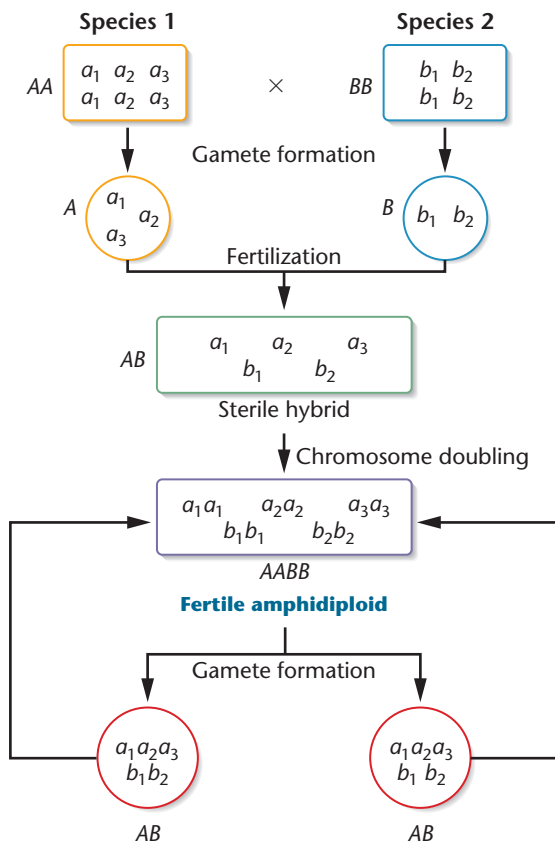 Species 1 Species 2
AA a₁ a₂ a₃ × BB b₁ b₂
a₁ a₂ a₃ b₁ b₂
Gamete formation
A a₁ a₂ a₃ B b₁ b₂
Fertilization
AB a₁ a₂ a₃
b₁ b₂
Sterile hybrid
Chromosome doubling
a₁a₁ a₂a₂ a₃a₃
b₁b₁ b₂b₂
AABB
Fertile amphidiploid
Gamete formation
a₁a₂a₃ a₁a₂a₃
b₁b₂ b₁ b₂
AB AB